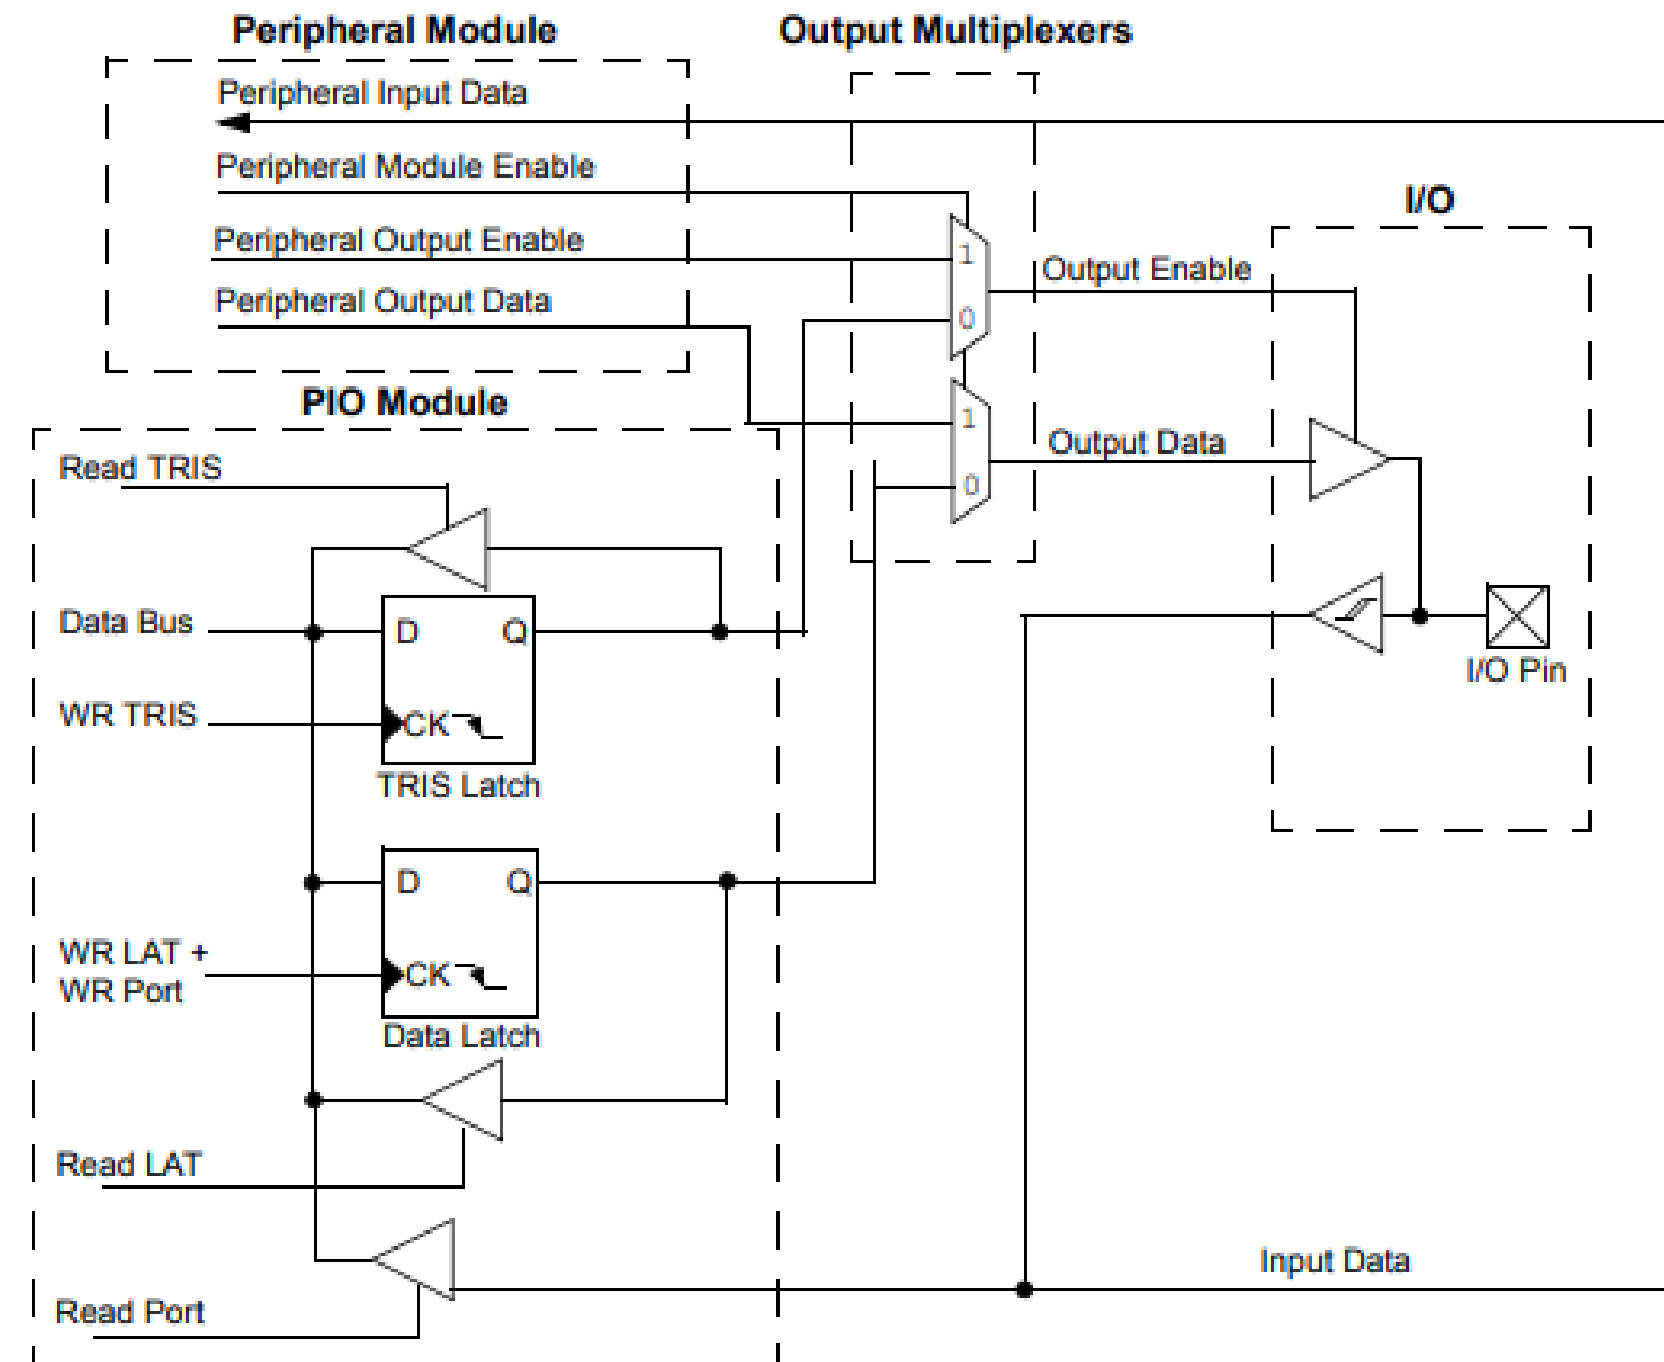 Peripheral Module
Output Multiplexers
Peripheral Input Data
Peripheral Module Enable
Peripheral Output Enable
Peripheral Output Data
1
0
Output Enable
1
0
Output Data
I/O
I/O Pin
PIO Module
Read TRIS
Data Bus
D Q
WR TRIS
CK
TRIS Latch
D Q
WR LAT +
WR Port
CK
Data Latch
Read LAT
Read Port
Input Data